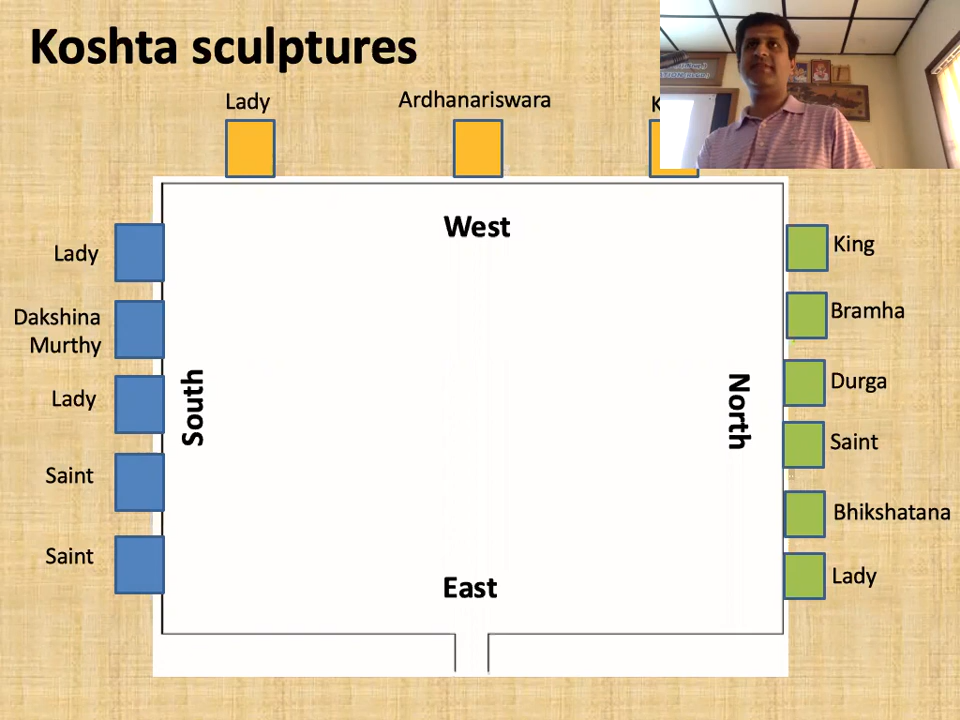 Koshta sculptures
Lady
Ardhanariswara
West
Lady
Dakshina
Murthy
Lady
Saint
Saint
South
North
King
Bramha
Durga
Saint
Bhikshatana
Lady
East